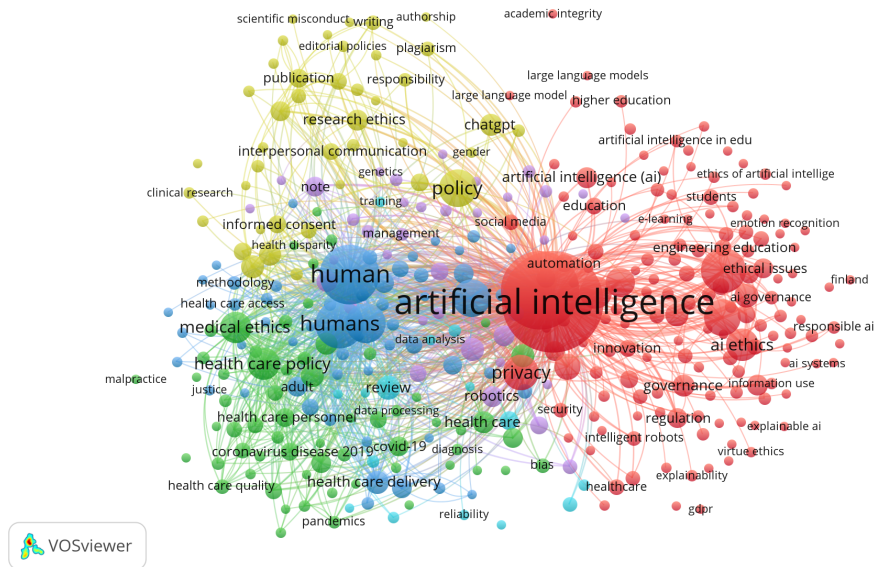 academic integrity
scientific misconduct
writing
authorship
editorial policies
plagiarism
publication
responsibility
large language models
large language model
higher education
research ethics
chatgpt
artificial intelligence in edu
interpersonal communication
gender
genetics
artificial intelligence (ai)
ethics of artificial intellige
note
policy
clinical research
training
education
students
informed consent
social media
e-learning
emotion recognition
management
health disparity
engineering education
automation
human
ethical issues
methodology
finland
artificial intelligence
ai governance
health care access
medical ethics
humans
responsible ai
data analysis
innovation
ai ethics
health care policy
ai systems
malpractice
privacy
justice
adult
review
governance
information use
robotics
data processing
security
health care personnel
health care
regulation
explainable ai
intelligent robots
coronavirus disease 2019
covid-19
diagnosis
virtue ethics
bias
explainability
health care quality
health care delivery
healthcare
gdpr
reliability
pandemics
VOSviewer